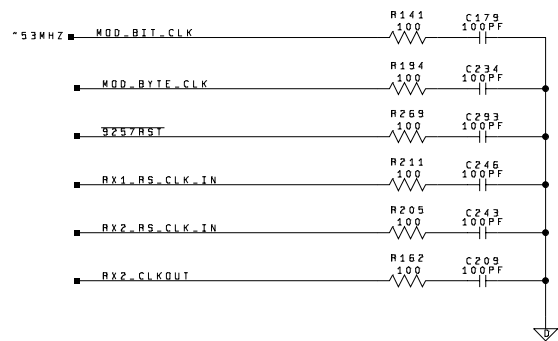 R141 C179
100 100PF
~53MHZ MOD_BIT_CLK
R194 C234
100 100PF
MOD_BYTE_CLK
R269 C293
100 100PF
9257RST
R211 C246
100 100PF
RX1_RS_CLK_IN
R205 C243
100 100PF
RX2_RS_CLK_IN
R162 C209
100 100PF
RX2_CLKOUT
D